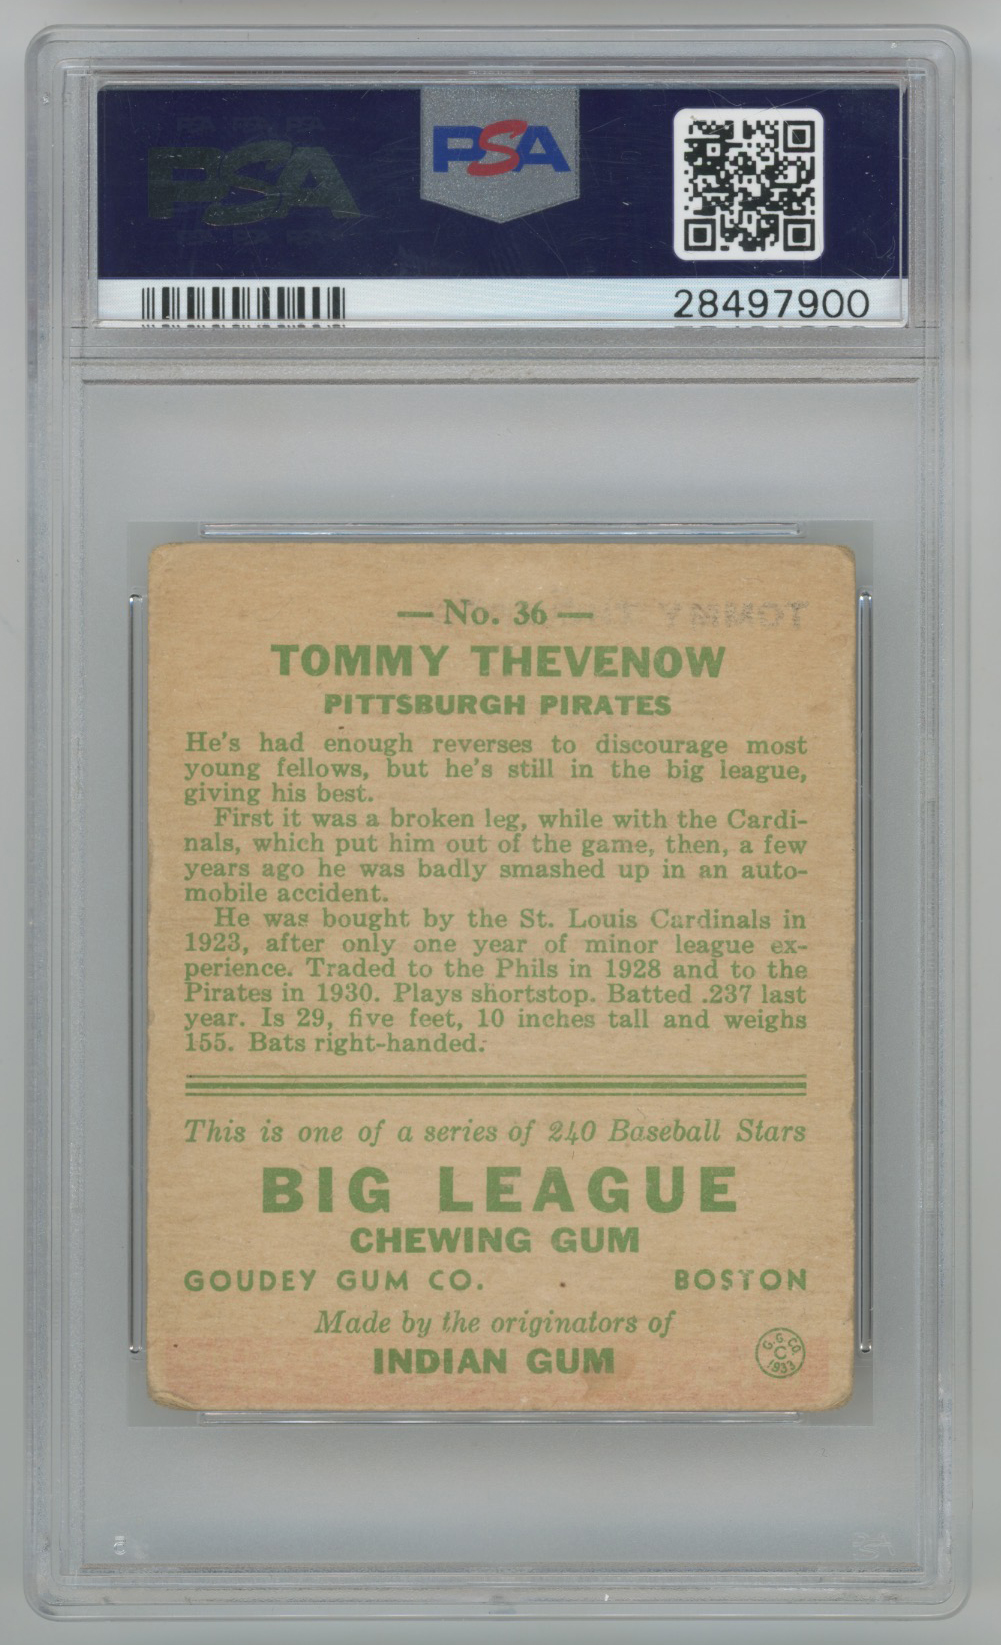 PSA
PSA
28497900
— No. 36 —
TOMMY THEVENOW
PITTSBURGH PIRATES
He's had enough reverses to discourage most
young fellows, but he's still in the big league,
giving his best.
First it was a broken leg, while with the Cardi-
nals, which put him out of the game, then, a few
years ago he was badly smashed up in an auto-
mobile accident.
He was bought by the St. Louis Cardinals in
1923, after only one year of minor league ex-
perience. Traded to the Phils in 1928 and to the
Pirates in 1930. Plays shortstop. Batted .237 last
year. Is 29, five feet, 10 inches tall and weighs
155. Bats right-handed.
This is one of a series of 240 Baseball Stars
BIG LEAGUE
CHEWING GUM
GOUDEY GUM CO. BOSTON
Made by the originators of
INDIAN GUM
G. G. CO.
C
1933